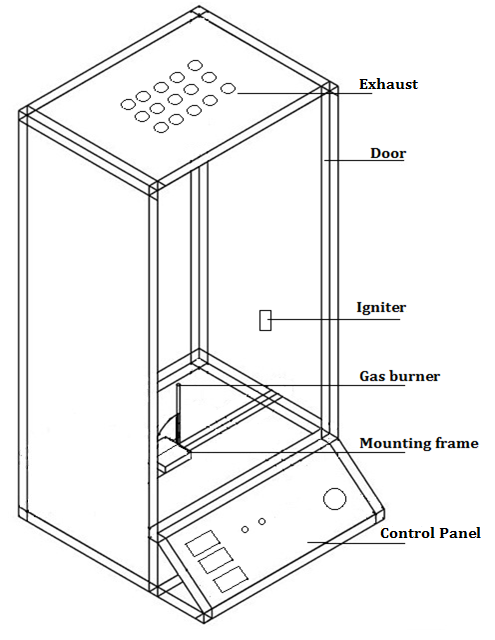 Exhaust
Door
Igniter
Gas burner
Mounting frame
Control Panel